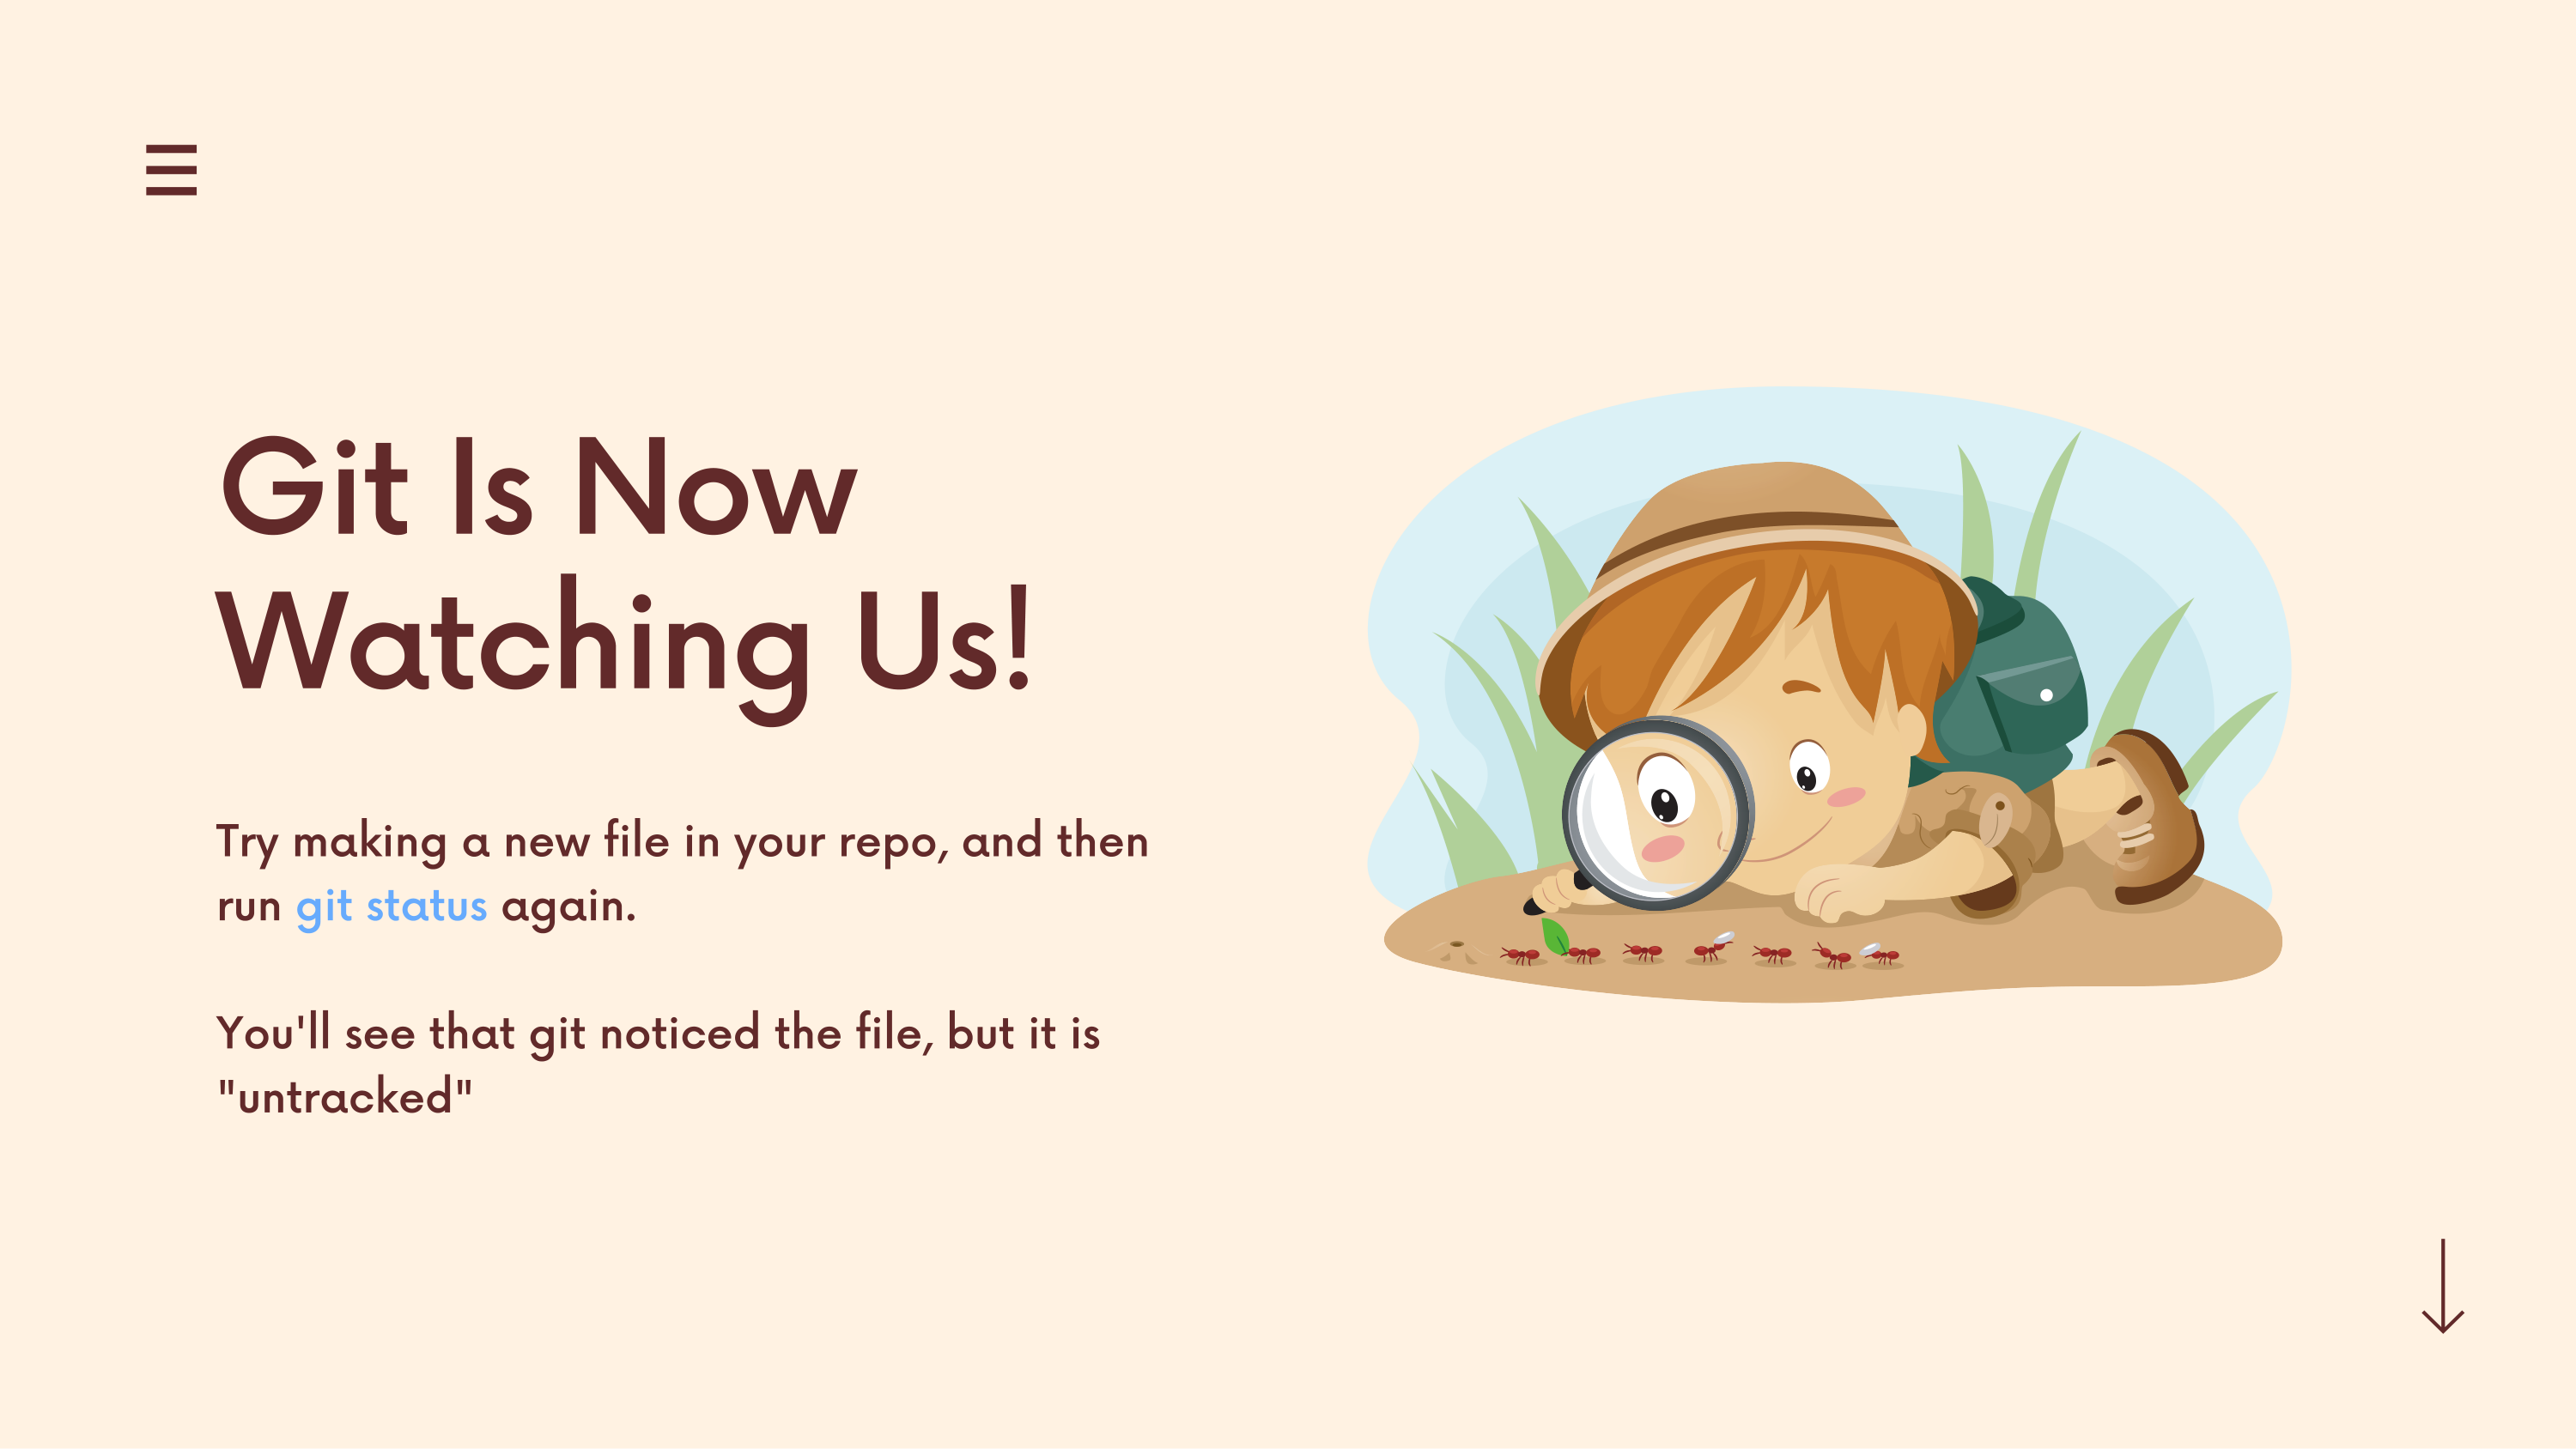 Git Is Now
Watching Us!
Try making a new file in your repo, and then
run git status again.
You'll see that git noticed the file, but it is
"untracked"